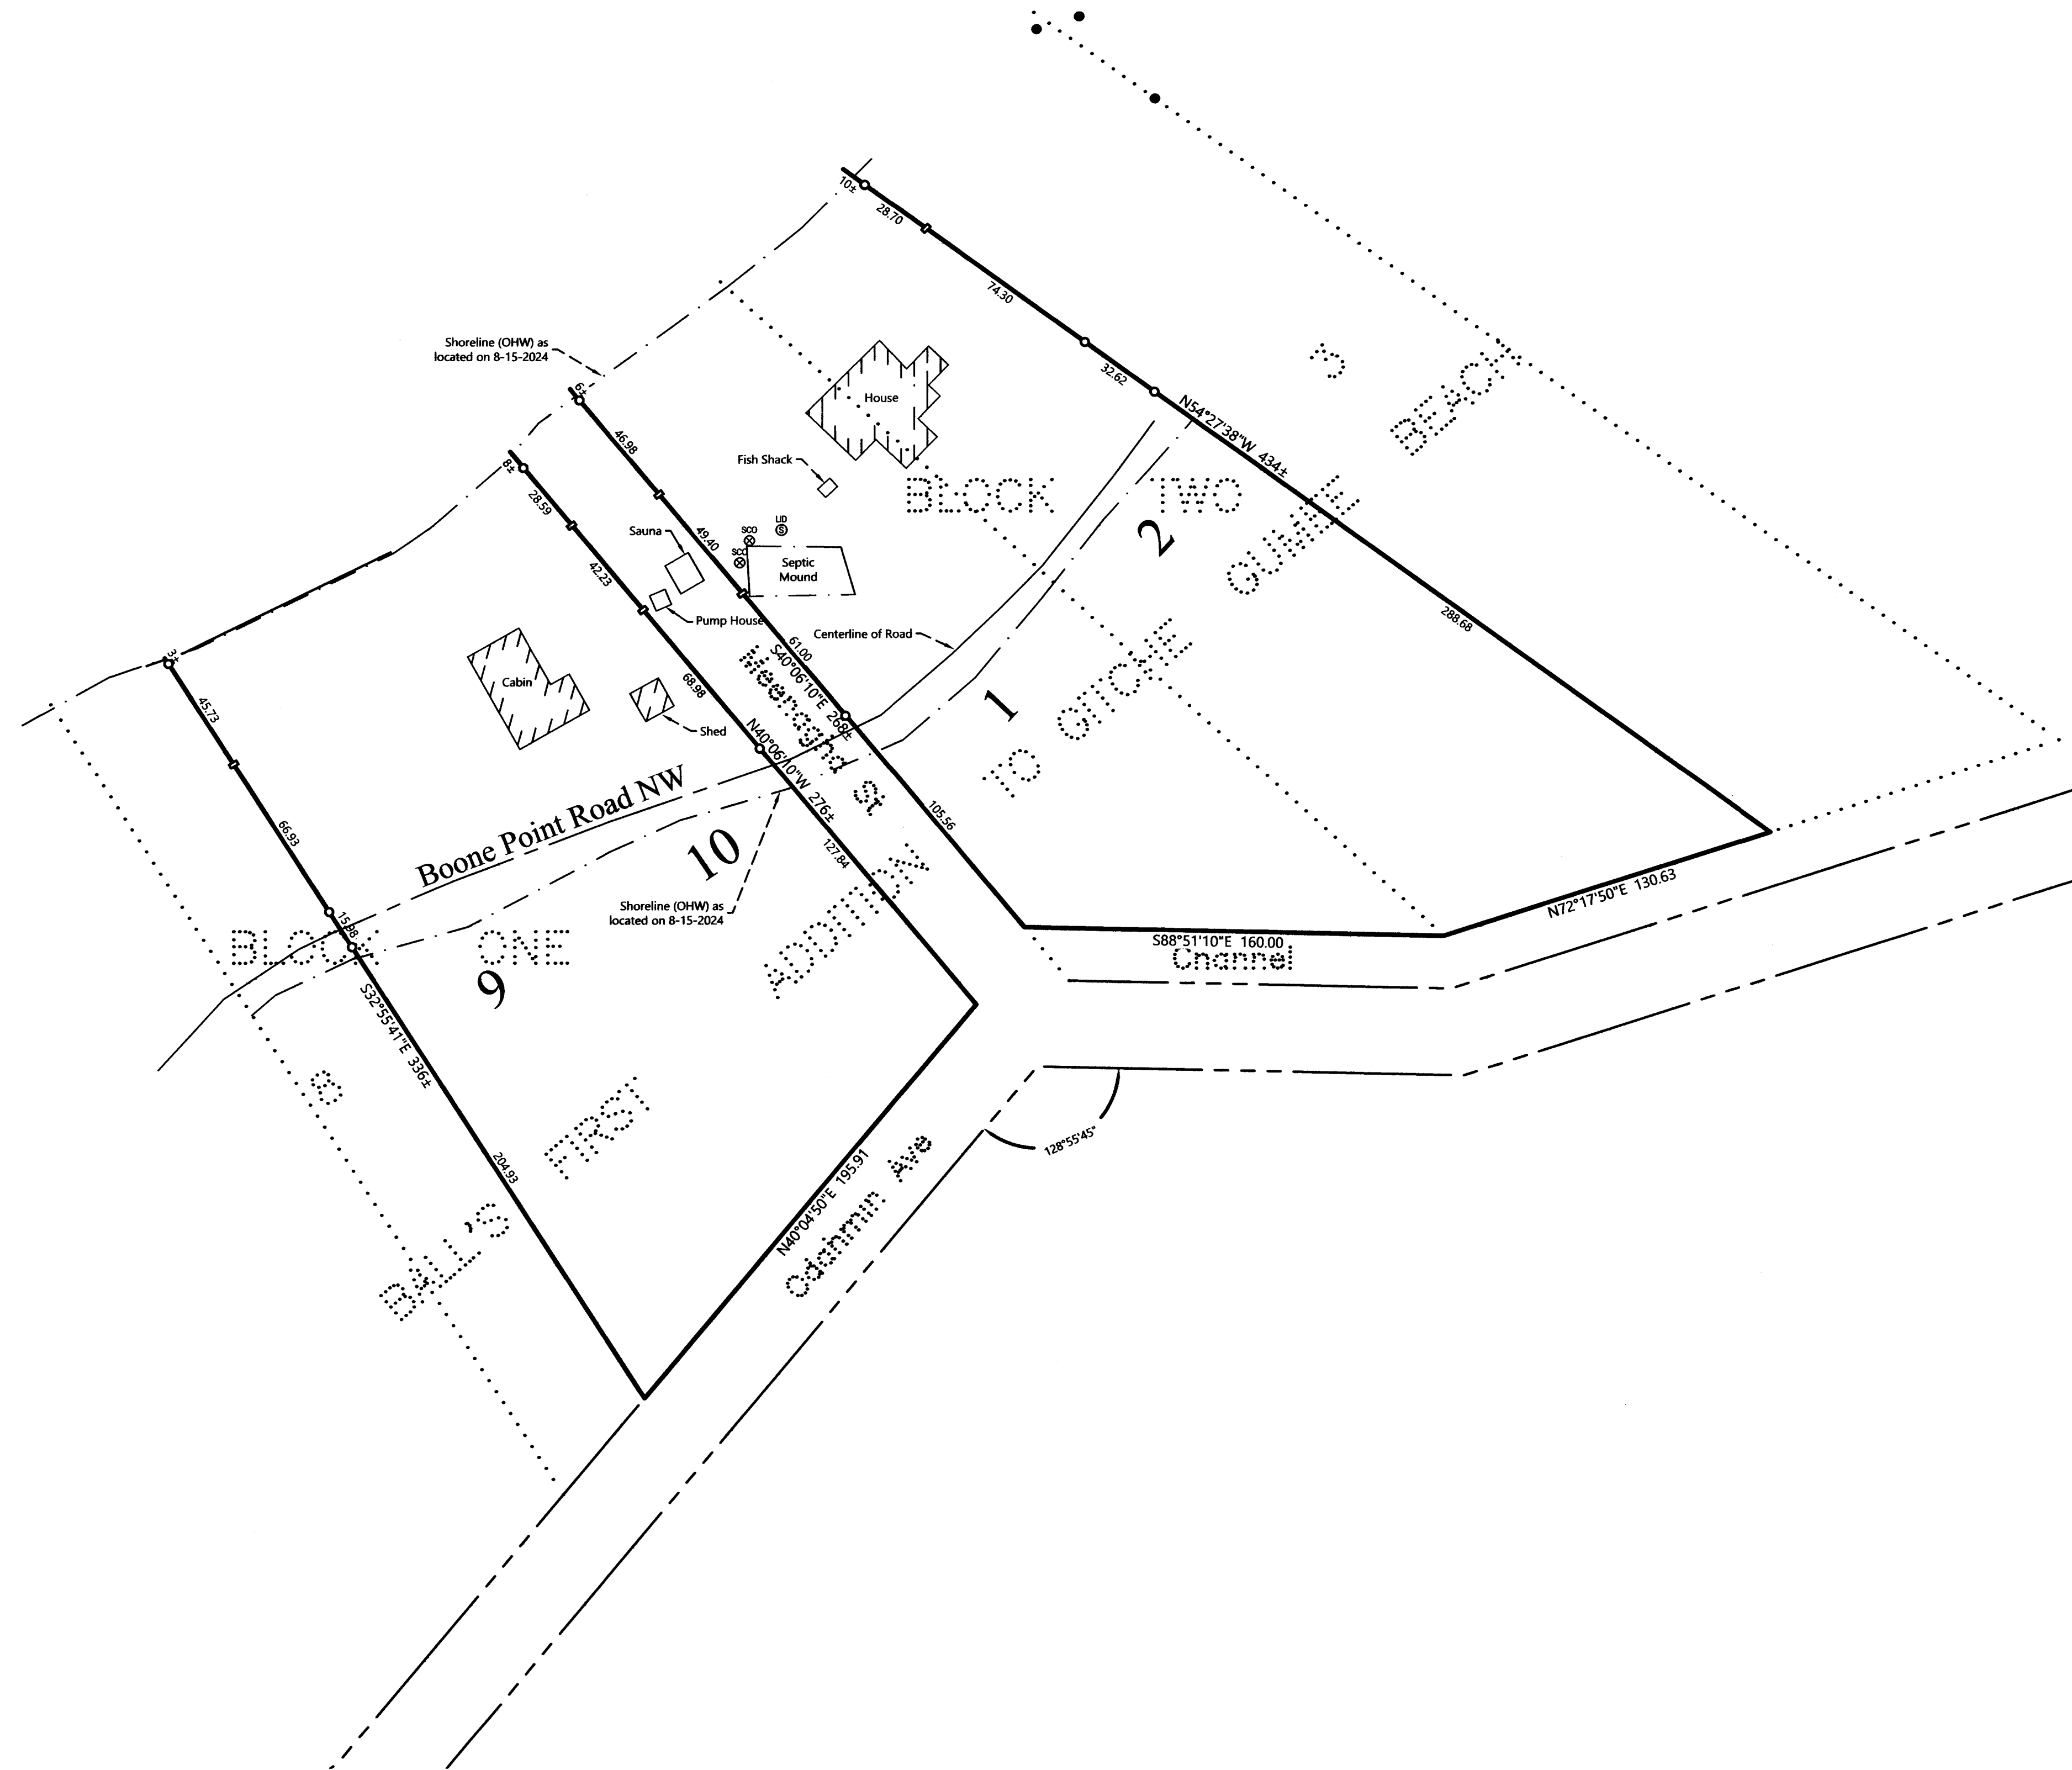 10±
28.70
74.30
32.62
N54°27'38"W 434±
288.68
3
BEACH
GUMEE
GITCHE
TO
Shoreline (OHW) as
located on 8-15-2024
6±
46.98
49.40
61.00
S40°06'10"E 268±
105.56
House
Fish Shack
BLOCK TWO
2
1
LID
S
SCO
SCO
Septic
Mound
Sauna
Pump House
Centerline of Road
8±
28.59
42.23
68.98
N40°06'10"W 276±
127.84
St
3±
45.73
66.93
15.98
S32°55'41"E 336±
204.93
Cabin
Shed
Boone Point Road NW
10
Shoreline (OHW) as
located on 8-15-2024
BLOCK ONE
9
8
ADDITION
FIRST
BALL'S
S88°51'10"E 160.00
Channel
N72°17'50"E 130.63
128°55'45"
N40°04'50"E 195.91
Ave